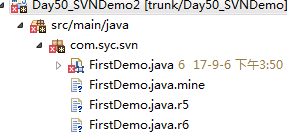 Day50_SVNDemo2 [trunk/Day50_SVNDemo]
src/main/java
com.syc.svn
FirstDemo.java 6 17-9-6 下午3:50
FirstDemo.java.mine
FirstDemo.java.r5
FirstDemo.java.r6